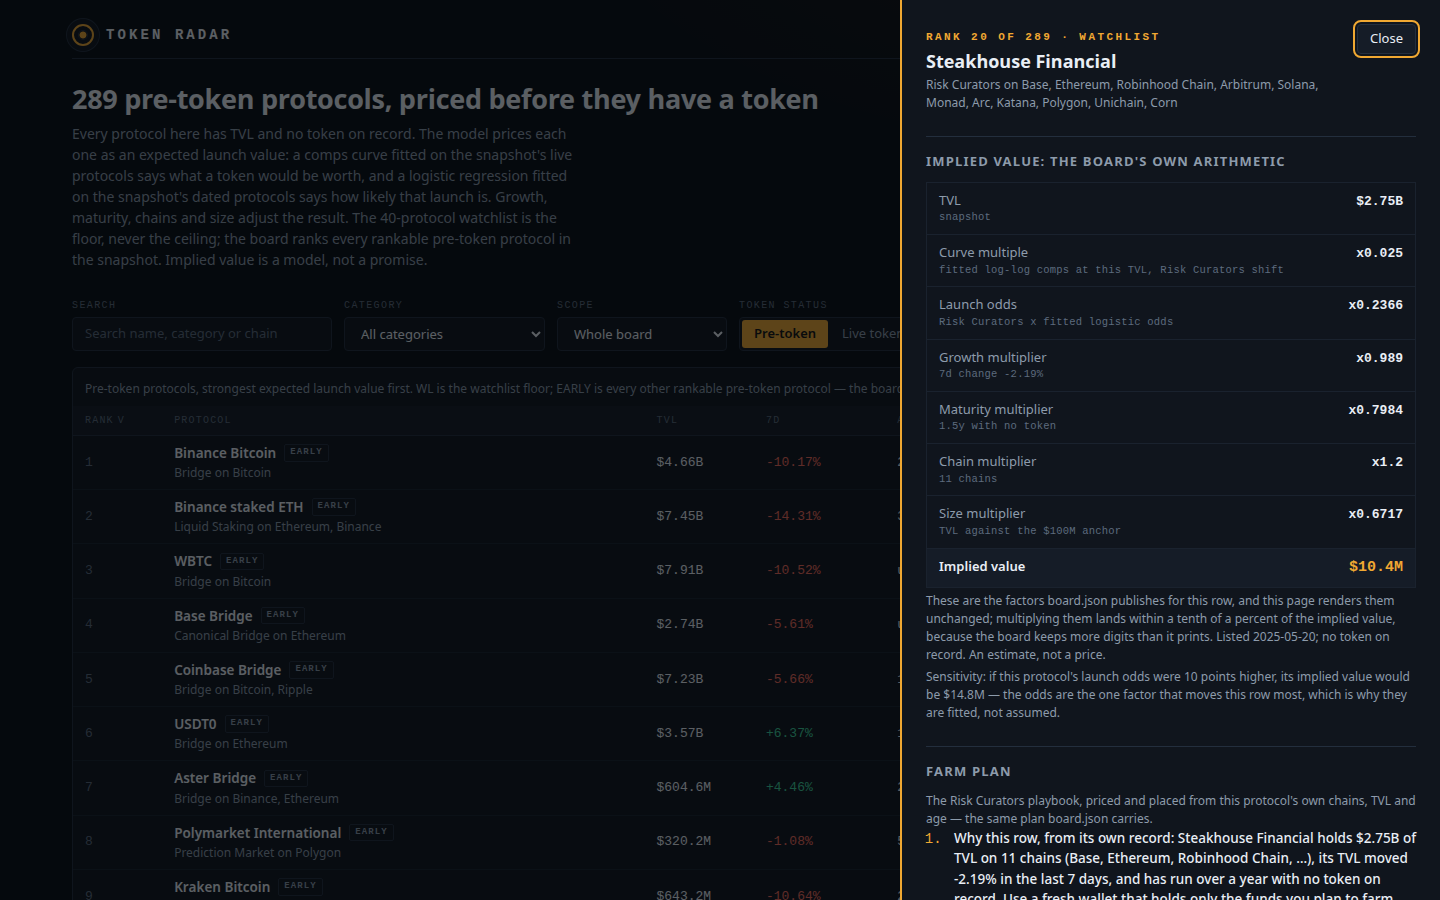 TOKEN RADAR
289 pre-token protocols, priced before they have a token
Every protocol here has TVL and no token on record. The model prices each
one as an expected launch value: a comps curve fitted on the snapshot's live
protocols says what a token would be worth, and a logistic regression fitted
on the snapshot's dated protocols says how likely that launch is. Growth,
maturity, chains and size adjust the result. The 40-protocol watchlist is the
floor, never the ceiling; the board ranks every rankable pre-token protocol in
the snapshot. Implied value is a model, not a promise.
SEARCH CATEGORY SCOPE TOKEN STATUS
Search name, category or chain All categories Whole board Pre-token Live token
Pre-token protocols, strongest expected launch value first. WL is the watchlist floor; EARLY is every other rankable pre-token protocol — the board
RANK V PROTOCOL TVL 7D
1 Binance Bitcoin EARLY $4.66B -10.17%
Bridge on Bitcoin
2 Binance staked ETH EARLY $7.45B -14.31%
Liquid Staking on Ethereum, Binance
3 WBTC EARLY $7.91B -10.52%
Bridge on Bitcoin
4 Base Bridge EARLY $2.74B -5.61%
Canonical Bridge on Ethereum
5 Coinbase Bridge EARLY $7.23B -5.66%
Bridge on Bitcoin, Ripple
6 USDT0 EARLY $3.57B +6.37%
Bridge on Ethereum
7 Aster Bridge EARLY $604.6M +4.46%
Bridge on Binance, Ethereum
8 Polymarket International EARLY $320.2M -1.08%
Prediction Market on Polygon
9 Kraken Bitcoin EARLY $643.2M -10.64%
RANK 20 OF 289 · WATCHLIST
Close
Steakhouse Financial
Risk Curators on Base, Ethereum, Robinhood Chain, Arbitrum, Solana,
Monad, Arc, Katana, Polygon, Unichain, Corn
IMPLIED VALUE: THE BOARD'S OWN ARITHMETIC
TVL $2.75B
snapshot
Curve multiple x0.025
fitted log-log comps at this TVL, Risk Curators shift
Launch odds x0.2366
Risk Curators x fitted logistic odds
Growth multiplier x0.989
7d change -2.19%
Maturity multiplier x0.7984
1.5y with no token
Chain multiplier x1.2
11 chains
Size multiplier x0.6717
TVL against the $100M anchor
Implied value $10.4M
These are the factors board.json publishes for this row, and this page renders them
unchanged; multiplying them lands within a tenth of a percent of the implied value,
because the board keeps more digits than it prints. Listed 2025-05-20; no token on
record. An estimate, not a price.
Sensitivity: if this protocol's launch odds were 10 points higher, its implied value would
be $14.8M — the odds are the one factor that moves this row most, which is why they
are fitted, not assumed.
FARM PLAN
The Risk Curators playbook, priced and placed from this protocol's own chains, TVL and
age — the same plan board.json carries.
1. Why this row, from its own record: Steakhouse Financial holds $2.75B of
TVL on 11 chains (Base, Ethereum, Robinhood Chain, ...), its TVL moved
-2.19% in the last 7 days, and has run over a year with no token on
record. Use a fresh wallet that holds only the funds you plan to farm